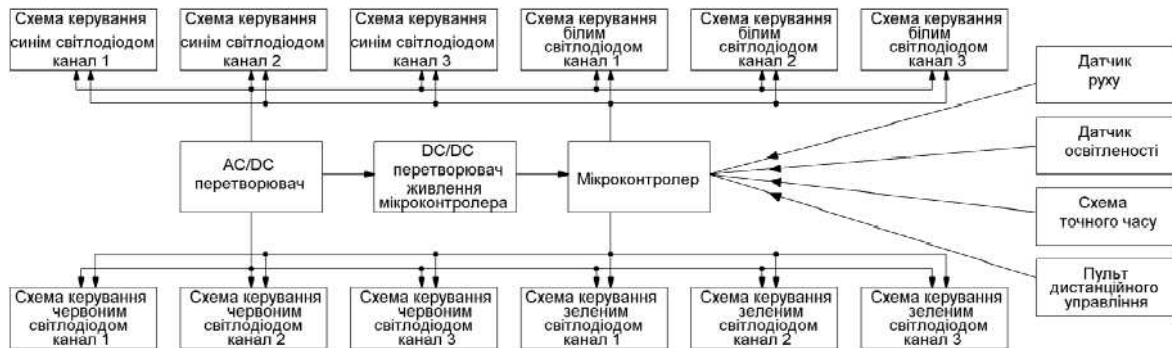 Схема керування
синім світлодіодом
канал 1
Схема керування
синім світлодіодом
канал 2
Схема керування
синім світлодіодом
канал 3
Схема керування
білим
світлодіодом
канал 1
Схема керування
білим
світлодіодом
канал 2
Схема керування
білим
світлодіодом
канал 3
Датчик
руху
AC/DC
перетворювач
DC/DC
перетворювач
живлення
мікроконтролера
Мікроконтролер
Датчик
освітленості
Схема
точного часу
Пульт
дистанційного
управління
Схема керування
червоним
світлодіодом
канал 1
Схема керування
червоним
світлодіодом
канал 2
Схема керування
червоним
світлодіодом
канал 3
Схема керування
зеленим
світлодіодом
канал 1
Схема керування
зеленим
світлодіодом
канал 2
Схема керування
зеленим
світлодіодом
канал 3